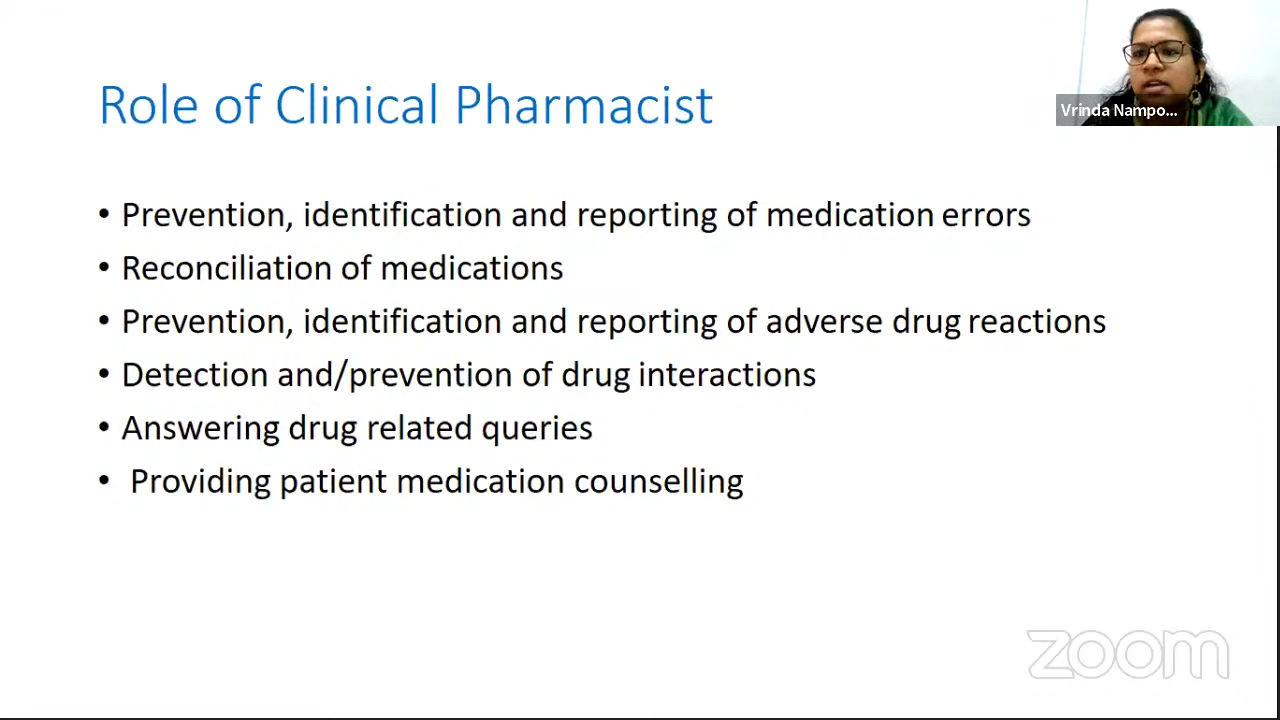 Role of Clinical Pharmacist
Vrinda Nampo...
• Prevention, identification and reporting of medication errors
• Reconciliation of medications
• Prevention, identification and reporting of adverse drug reactions
• Detection and/prevention of drug interactions
• Answering drug related queries
• Providing patient medication counselling
zoom